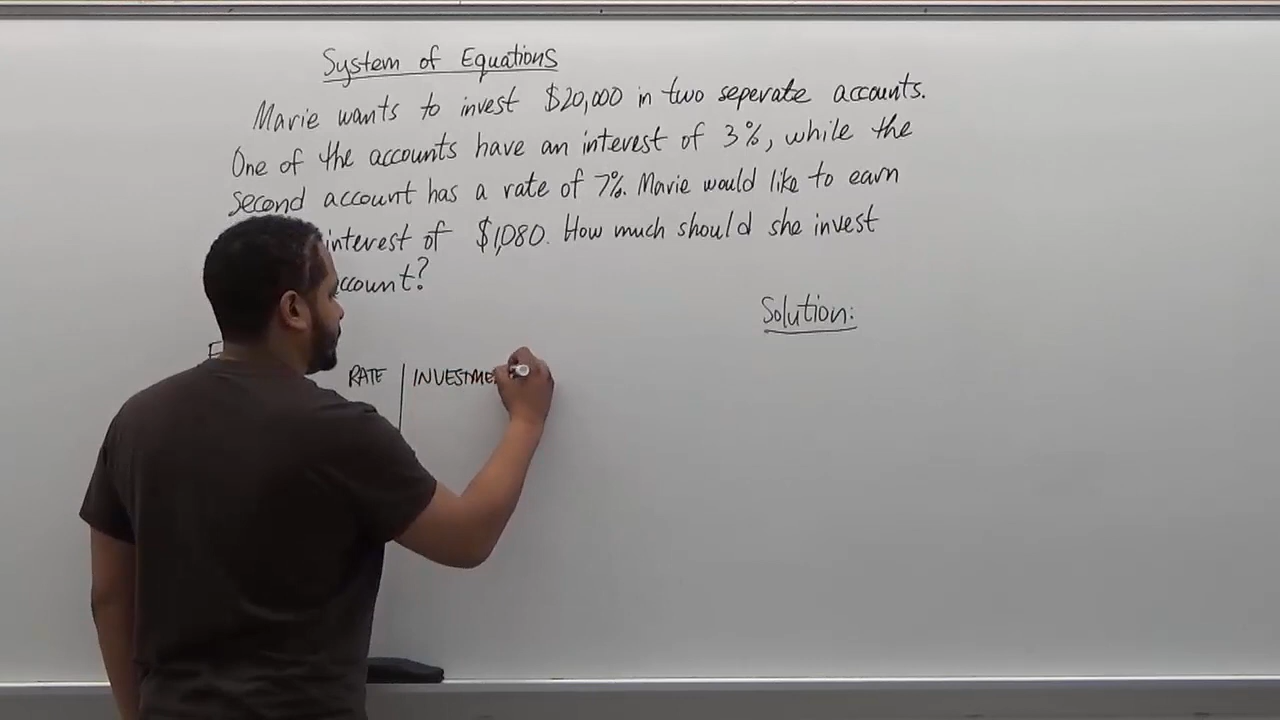 System of Equations
Marie wants to invest $20,000 in two seperate accounts.
One of the accounts have an interest of 3%, while the
second account has a rate of 7%. Marie would like to earn
interest of $1,080. How much should she invest
ccount?
Solution:
RATE INVESTME